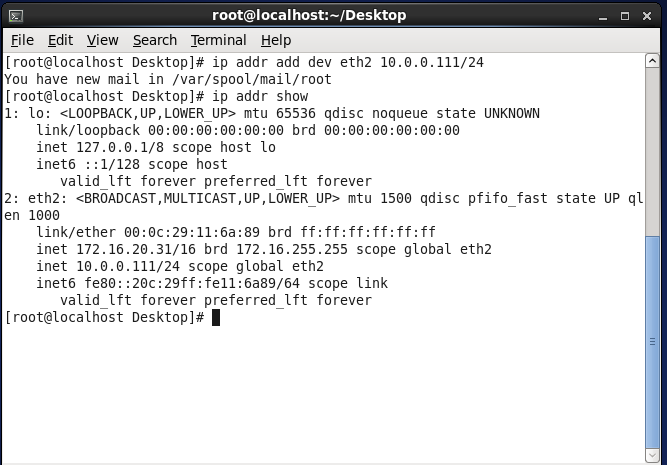 root@localhost:~/Desktop
File Edit View Search Terminal Help
[root@localhost Desktop]# ip addr add dev eth2 10.0.0.111/24
You have new mail in /var/spool/mail/root
[root@localhost Desktop]# ip addr show
1: lo: <LOOPBACK,UP,LOWER_UP> mtu 65536 qdisc noqueue state UNKNOWN
    link/loopback 00:00:00:00:00:00 brd 00:00:00:00:00:00
    inet 127.0.0.1/8 scope host lo
    inet6 ::1/128 scope host
       valid_lft forever preferred_lft forever
2: eth2: <BROADCAST,MULTICAST,UP,LOWER_UP> mtu 1500 qdisc pfifo_fast state UP ql
en 1000
    link/ether 00:0c:29:11:6a:89 brd ff:ff:ff:ff:ff:ff
    inet 172.16.20.31/16 brd 172.16.255.255 scope global eth2
    inet 10.0.0.111/24 scope global eth2
    inet6 fe80::20c:29ff:fe11:6a89/64 scope link
       valid_lft forever preferred_lft forever
[root@localhost Desktop]#